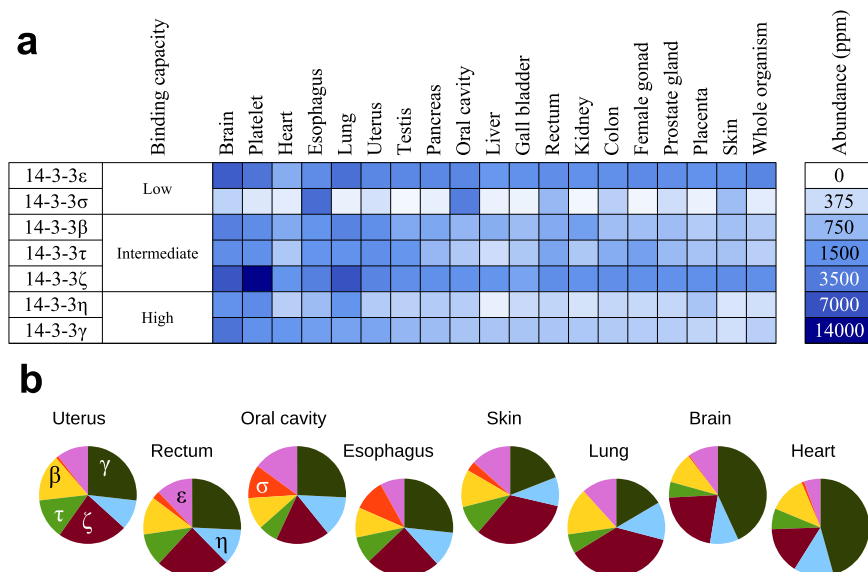 a
Binding capacity
Brain
Platelet
Heart
Esophagus
Lung
Uterus
Testis
Pancreas
Oral cavity
Liver
Gall bladder
Rectum
Kidney
Colon
Female gonad
Prostate gland
Placenta
Skin
Whole organism
Abundance (ppm)
14-3-3ε
Low
14-3-3σ
14-3-3β
14-3-3τ
Intermediate
14-3-3ζ
14-3-3η
High
14-3-3γ
0
375
750
1500
3500
7000
14000
b
Uterus
Oral cavity
Skin
Brain
Rectum
Esophagus
Lung
Heart
β
γ
τ
ζ
ε
η
σ